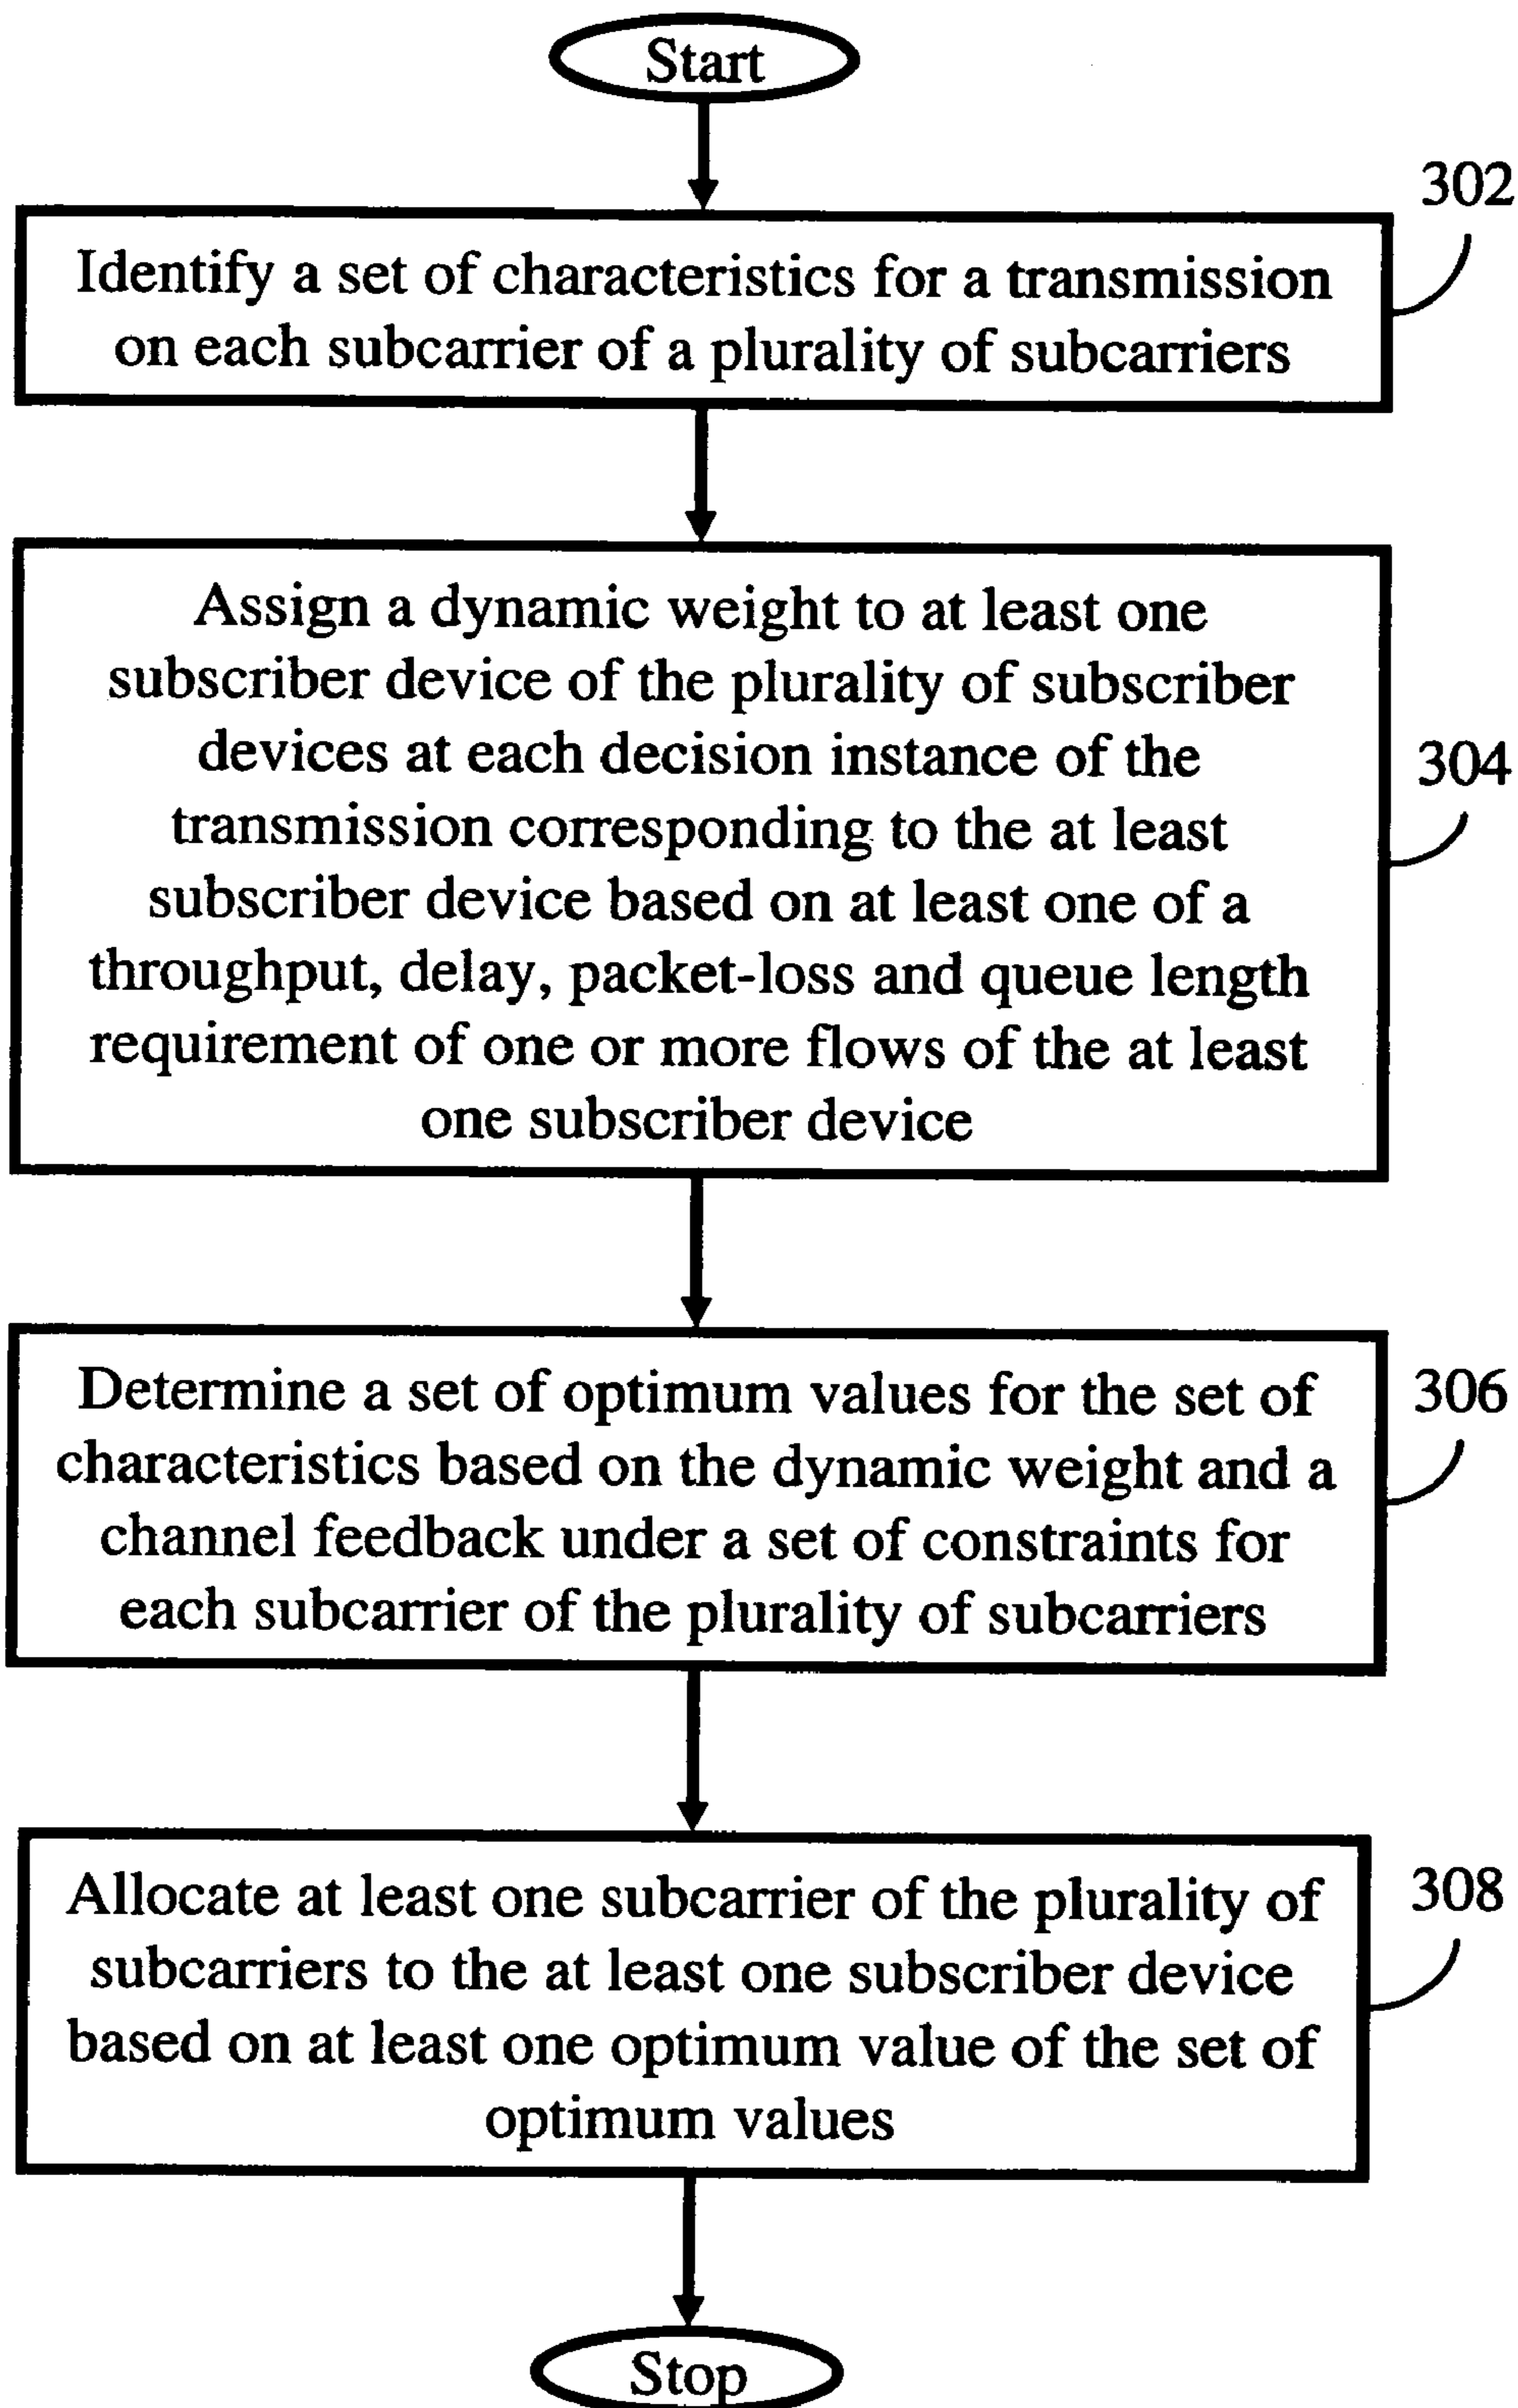 Start
302
Identify a set of characteristics for a transmission
on each subcarrier of a plurality of subcarriers
Assign a dynamic weight to at least one
subscriber device of the plurality of subscriber
devices at each decision instance of the
transmission corresponding to the at least
subscriber device based on at least one of a
throughput, delay, packet-loss and queue length
requirement of one or more flows of the at least
one subscriber device
304
Determine a set of optimum values for the set of
characteristics based on the dynamic weight and a
channel feedback under a set of constraints for
each subcarrier of the plurality of subcarriers
306
Allocate at least one subcarrier of the plurality of
subcarriers to the at least one subscriber device
based on at least one optimum value of the set of
optimum values
308
Stop